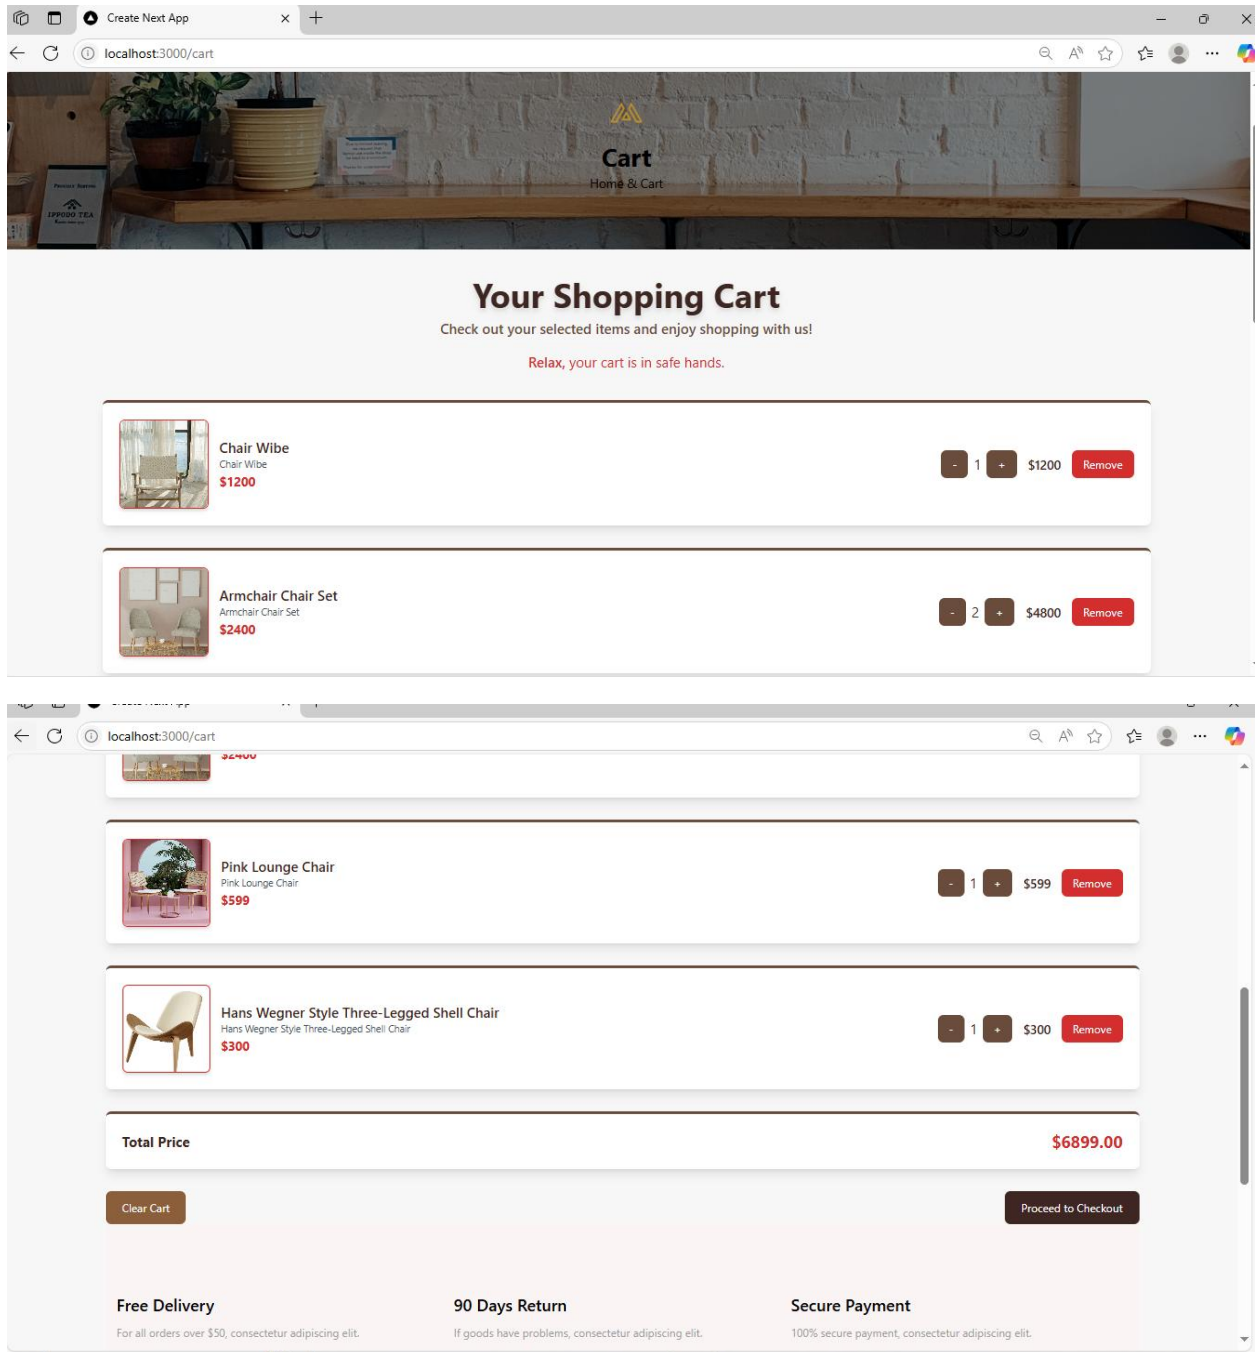 Create Next App
localhost:3000/cart
IPPODO TEA
Cart
Home & Cart
Your Shopping Cart
Check out your selected items and enjoy shopping with us!
Relax, your cart is in safe hands.
Chair Wibe
Chair Wibe
$1200
- 1 + $1200 Remove
Armchair Chair Set
Armchair Chair Set
$2400
- 2 + $4800 Remove
localhost:3000/cart
$2400
Pink Lounge Chair
Pink Lounge Chair
$599
- 1 + $599 Remove
Hans Wegner Style Three-Legged Shell Chair
Hans Wegner Style Three-Legged Shell Chair
$300
- 1 + $300 Remove
Total Price $6899.00
Clear Cart Proceed to Checkout
Free Delivery 90 Days Return Secure Payment
For all orders over $50, consectetur adipiscing elit. If goods have problems, consectetur adipiscing elit. 100% secure payment, consectetur adipiscing elit.